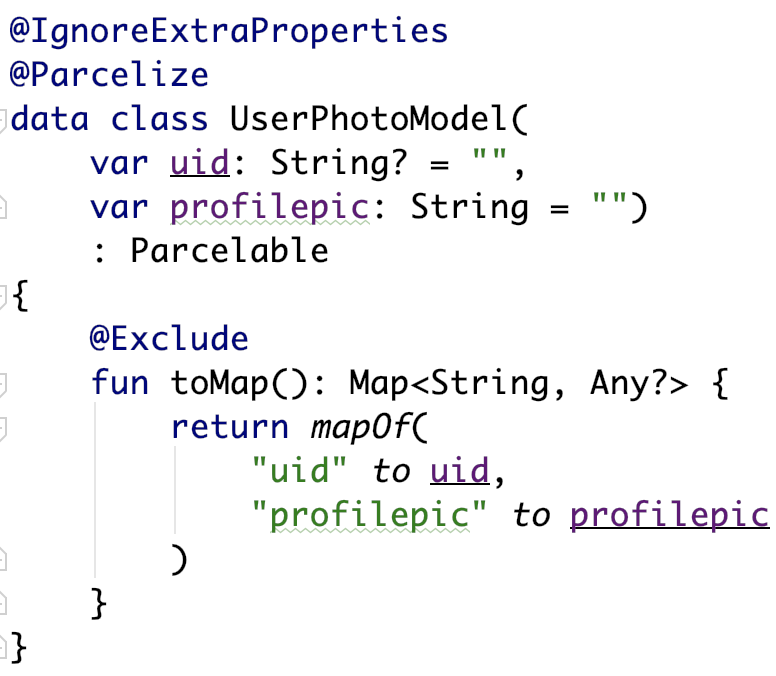 @IgnoreExtraProperties
@Parcelize
data class UserPhotoModel(
    var uid: String? = "",
    var profilepic: String = "")
    : Parcelable
{
    @Exclude
    fun toMap(): Map<String, Any?> {
        return mapOf(
            "uid" to uid,
            "profilepic" to profilepic
        )
    }
}